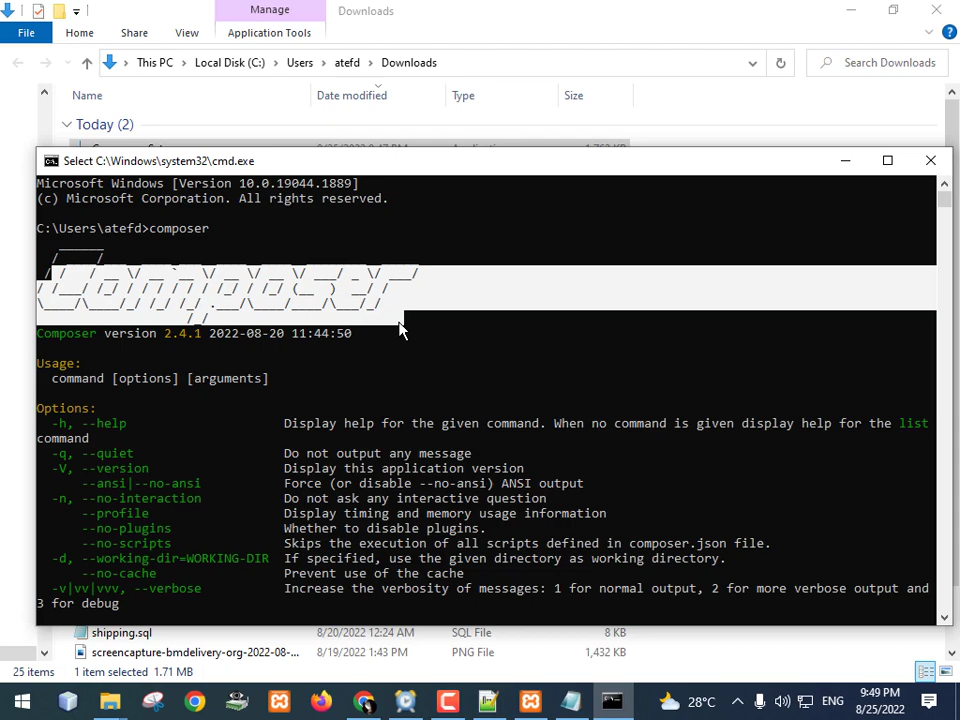 Manage
Downloads
File
Home
Share
View
Application Tools
This PC
Local Disk (C:)
Users
atefd
Downloads
Search Downloads
Name
Date modified
Type
Size
Today (2)
Select C:\Windows\system32\cmd.exe
Microsoft Windows [Version 10.0.19044.1889]
(c) Microsoft Corporation. All rights reserved.
C:\Users\atefd>composer
Composer
Composer version 2.4.1 2022-08-20 11:44:50
Usage:
command [options] [arguments]
Options:
-h, --help Display help for the given command. When no command is given display help for the list
command
-q, --quiet Do not output any message
-V, --version Display this application version
--ansi|--no-ansi Force (or disable --no-ansi) ANSI output
-n, --no-interaction Do not ask any interactive question
--profile Display timing and memory usage information
--no-plugins Whether to disable plugins.
--no-scripts Skips the execution of all scripts defined in composer.json file.
-d, --working-dir=WORKING-DIR If specified, use the given directory as working directory.
--no-cache Prevent use of the cache
-v|vv|vvv, --verbose Increase the verbosity of messages: 1 for normal output, 2 for more verbose output and
3 for debug
shipping.sql 8/20/2022 12:24 AM SQL File 8 KB
screencapture-bmdelivery-org-2022-08-... 8/19/2022 1:43 PM PNG File 1,432 KB
25 items 1 item selected 1.71 MB
28°C
ENG
9:49 PM
8/25/2022